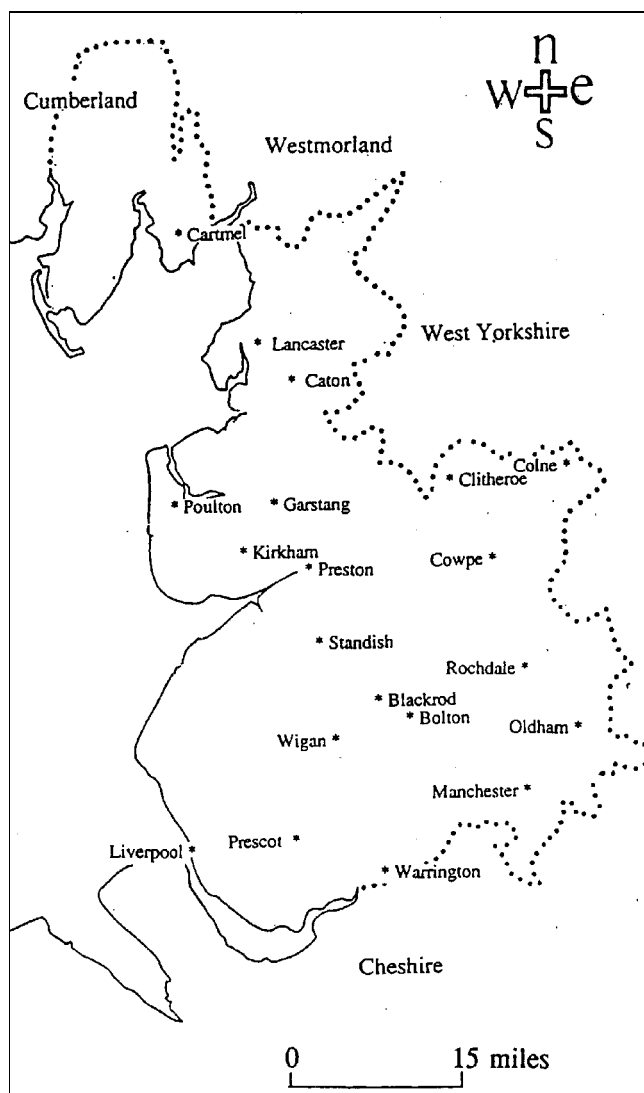 n
Cumberland
w e
s
Westmorland
* Cartmel
West Yorkshire
* Lancaster
* Caton
Colne *
* Clitheroe
* Poulton
* Garstang
* Kirkham
Cowpe *
* Preston
* Standish
Rochdale *
* Blackrod
* Bolton
Oldham *
Wigan *
Manchester *
Prescot *
Liverpool *
* Warrington
Cheshire
0 15 miles